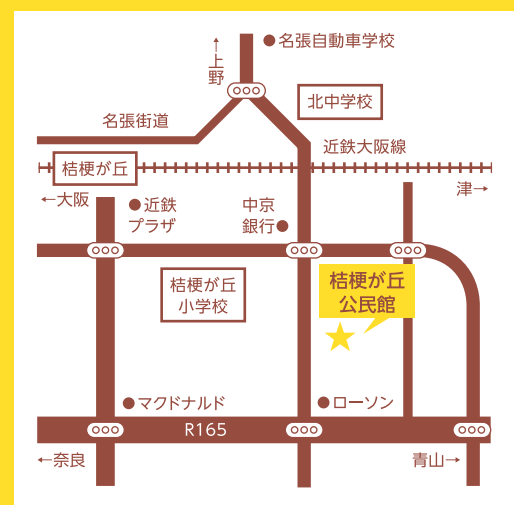 名張自動車学校
↑上野
北中学校
名張街道
近鉄大阪線
桔梗が丘
津→
←大阪
近鉄
プラザ
中京
銀行
桔梗が丘
小学校
桔梗が丘
公民館
マクドナルド
ローソン
R165
←奈良
青山→